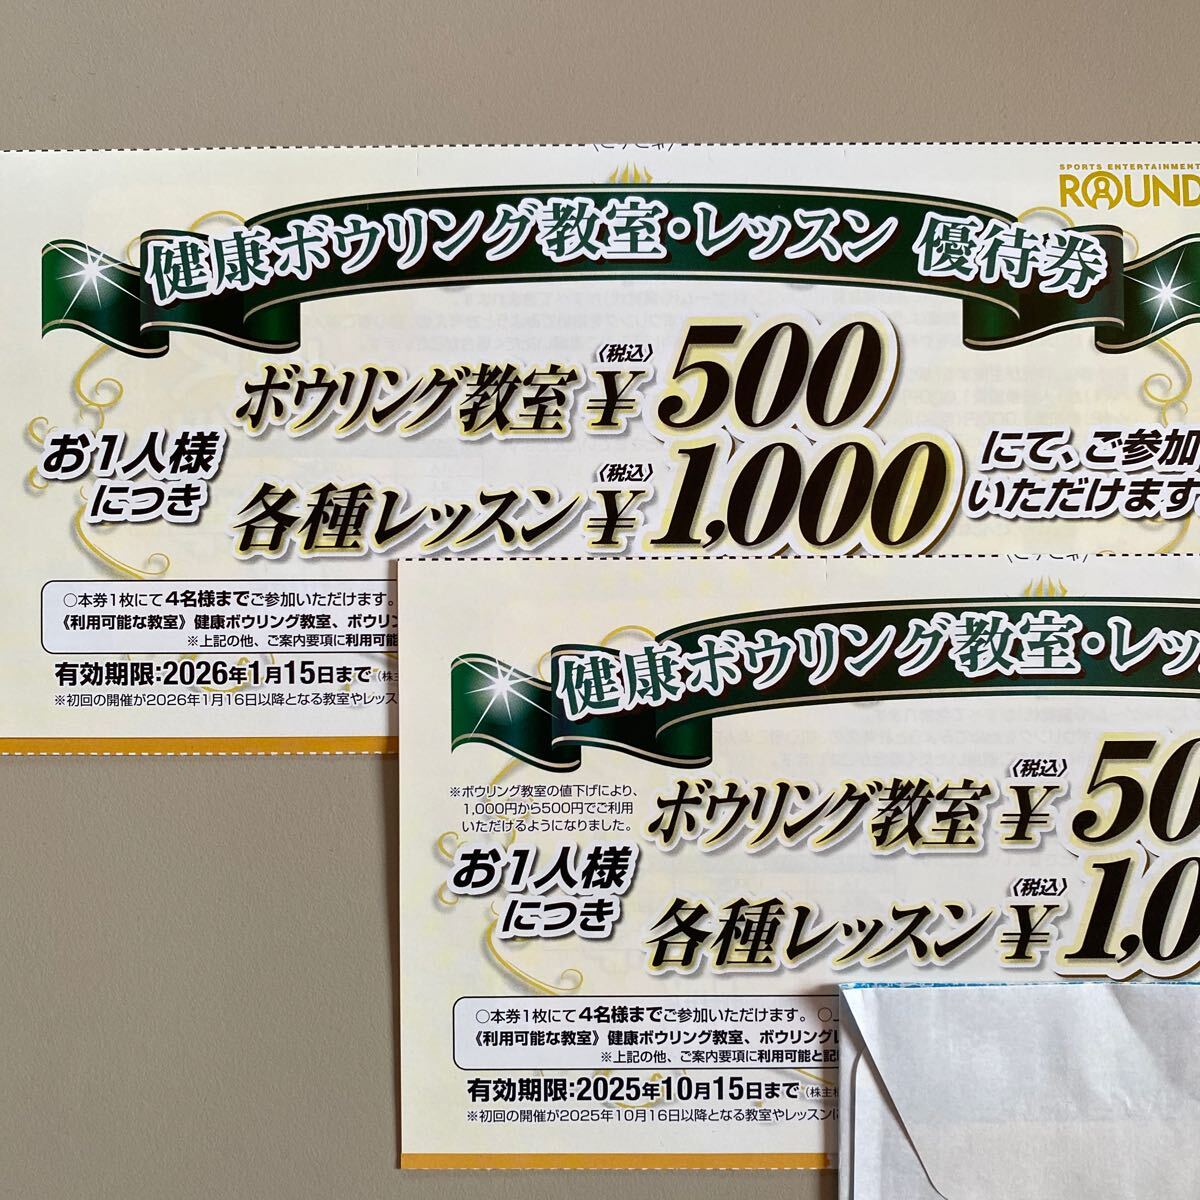 SPORTS ENTERTAINMENT
ROUND
健康ボウリング教室・レッスン 優待券
お1人様
につき
ボウリング教室〈税込〉¥500
各種レッスン〈税込〉¥1,000
にて、ご参加
いただけます
○本券1枚にて4名様までご参加いただけます。
《利用可能な教室》健康ボウリング教室、ボウリン
※上記の他、ご案内要項に利用可能
有効期限:2026年1月15日まで
※初回の開催が2026年1月16日以降となる教室やレッス
健康ボウリング教室・レッ
※ボウリング教室の値下げにより、
1,000円から500円でご利用
いただけるようになりました。
お1人様
につき
ボウリング教室〈税込〉¥50
各種レッスン〈税込〉¥1,0
○本券1枚にて4名様までご参加いただけます。
《利用可能な教室》健康ボウリング教室、ボウリング
※上記の他、ご案内要項に利用可能と記
有効期限:2025年10月15日まで
※初回の開催が2025年10月16日以降となる教室やレッスンに